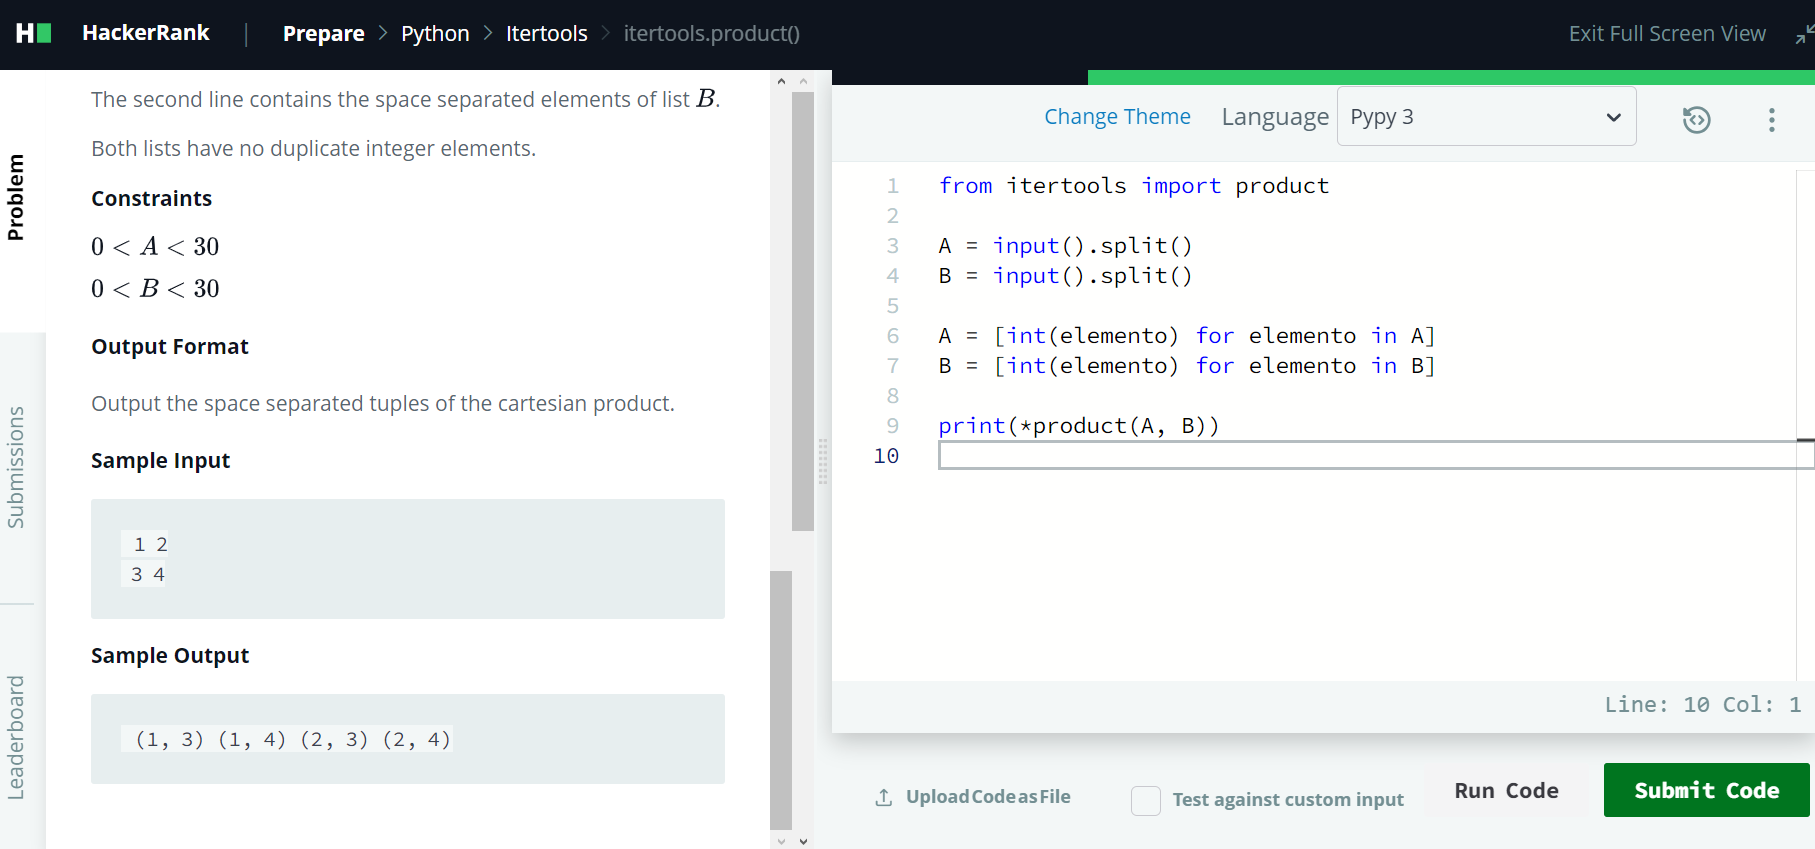 HackerRank | Prepare > Python > Itertools > itertools.product()
Exit Full Screen View
Problem
Submissions
Leaderboard
The second line contains the space separated elements of list B.
Both lists have no duplicate integer elements.
Constraints
0 < A < 30
0 < B < 30
Output Format
Output the space separated tuples of the cartesian product.
Sample Input
1 2
3 4
Sample Output
(1, 3) (1, 4) (2, 3) (2, 4)
Change Theme Language Pypy 3
1 from itertools import product
2
3 A = input().split()
4 B = input().split()
5
6 A = [int(elemento) for elemento in A]
7 B = [int(elemento) for elemento in B]
8
9 print(*product(A, B))
10
Line: 10 Col: 1
Upload Code as File
Test against custom input
Run Code
Submit Code